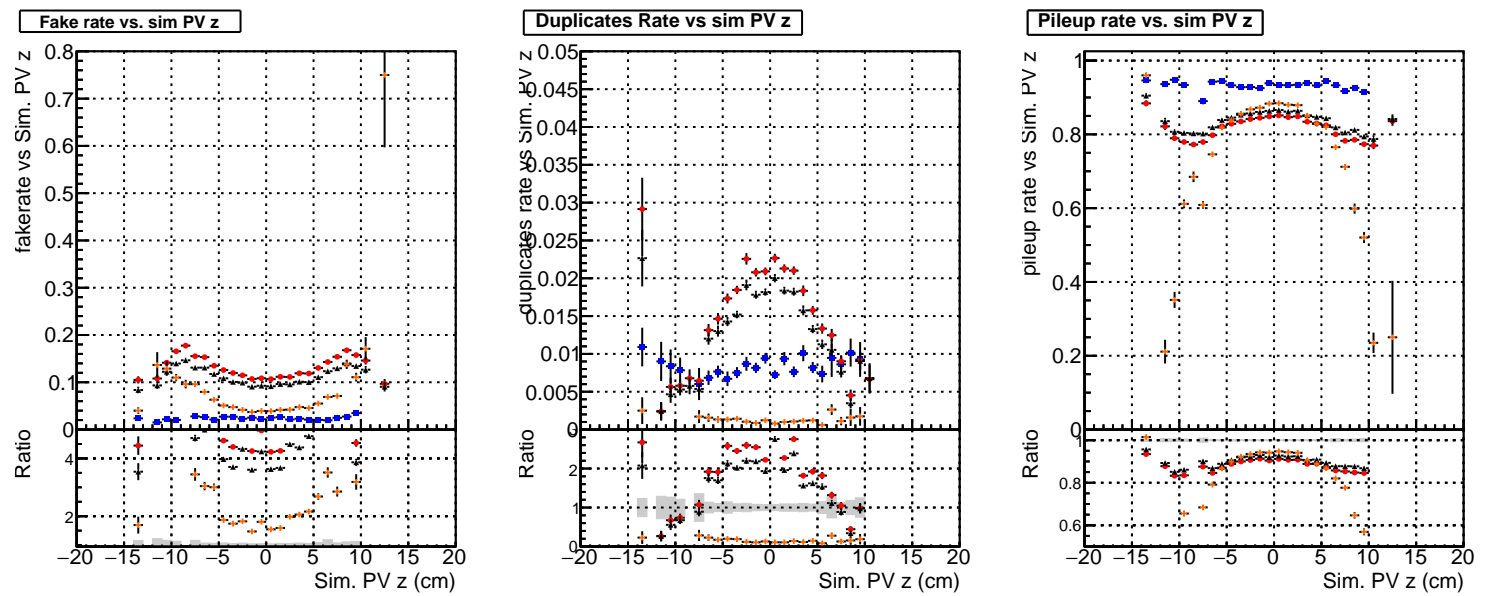 Fake rate vs. sim PV z
fakerate vs Sim. PV z
0.8
0.7
0.6
0.5
0.4
0.3
0.2
0.1
0
Ratio
4
2
−20 −15 −10 −5 0 5 10 15 20
Sim. PV z (cm)
Duplicates Rate vs sim PV z
duplicates rate vs Sim. PV z
0.05
0.045
0.04
0.035
0.03
0.025
0.02
0.015
0.01
0.005
0
Ratio
2
1
0
−20 −15 −10 −5 0 5 10 15 20
Sim. PV z (cm)
Pileup rate vs. sim PV z
pileup rate vs Sim. PV z
1
0.8
0.6
0.4
0.2
0
Ratio
1
0.8
0.6
−20 −15 −10 −5 0 5 10 15 20
Sim. PV z (cm)